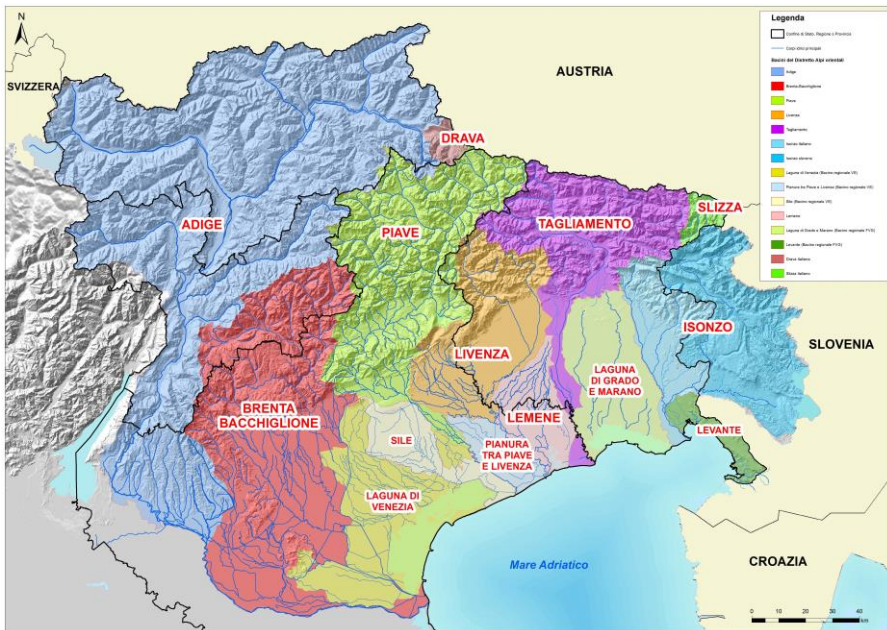 N
SVIZZERA
AUSTRIA
DRAVA
ADIGE
PIAVE
TAGLIAMENTO
SLIZZA
ISONZO
SLOVENIA
LIVENZA
LAGUNA
DI GRADO
E MARANO
BRENTA
BACCHIGLIONE
LEMENE
LEVANTE
SILE
PIANURA
TRA PIAVE
E LIVENZA
LAGUNA DI
VENEZIA
Mare Adriatico
CROAZIA
0 5 10 20 30 40
km
Legenda
Confine di Stato, Regione o Provincia
Corpi idrici principali
Bacini del Distretto Alpi orientali
Adige
Brenta-Bacchiglione
Piave
Livenza
Tagliamento
Isonzo italiano
Isonzo sloveno
Laguna di Venezia (Bacino regionale VE)
Pianura tra Piave e Livenza (Bacino regionale VE)
Sile (Bacino regionale VE)
Lemene
Laguna di Grado e Marano (Bacino regionale FVG)
Levante (Bacino regionale FVG)
Drava italiano
Slizza italiano